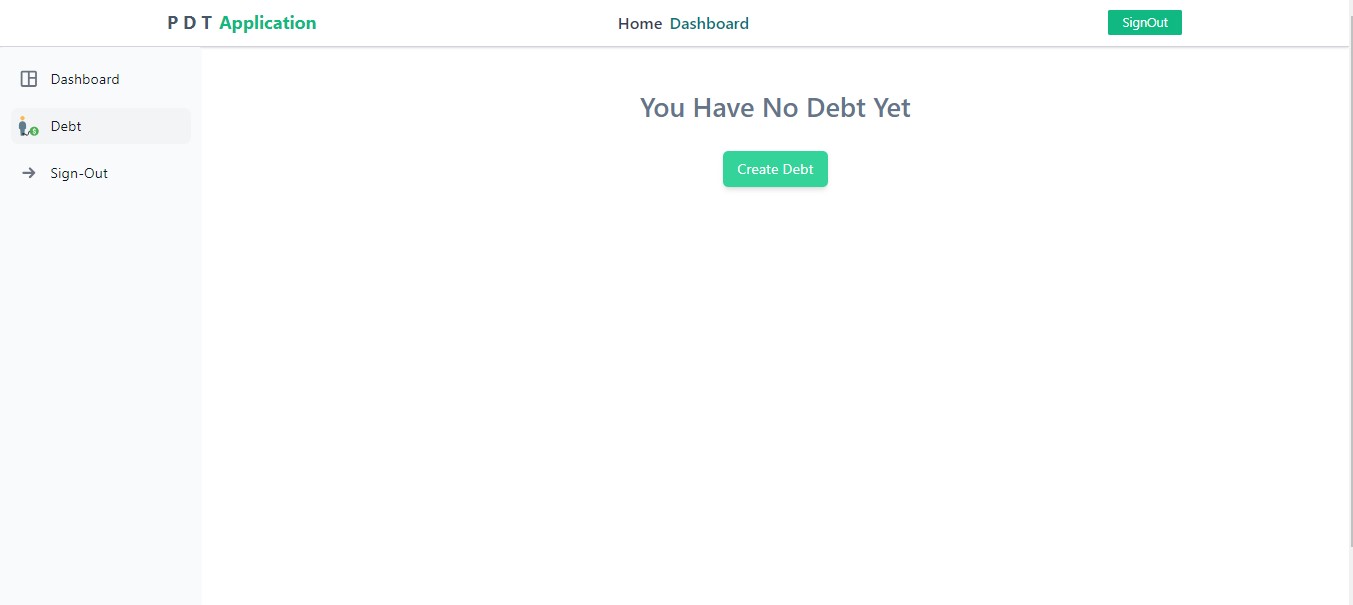 P D T Application
Home Dashboard
SignOut
Dashboard
Debt
Sign-Out
You Have No Debt Yet
Create Debt